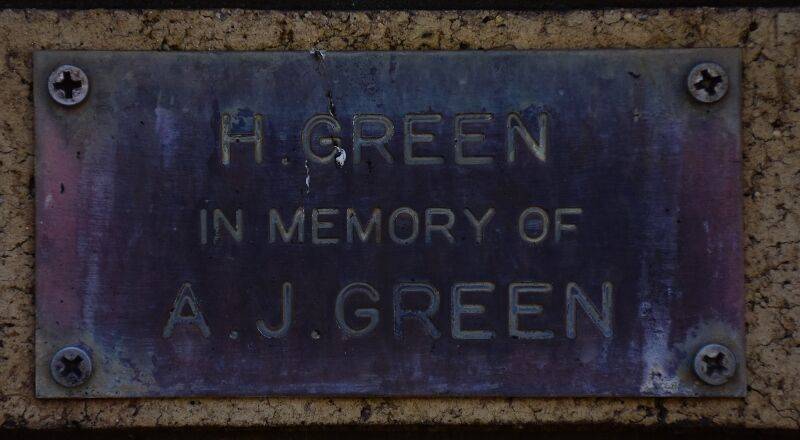 H. GREEN
IN MEMORY OF
A. J. GREEN